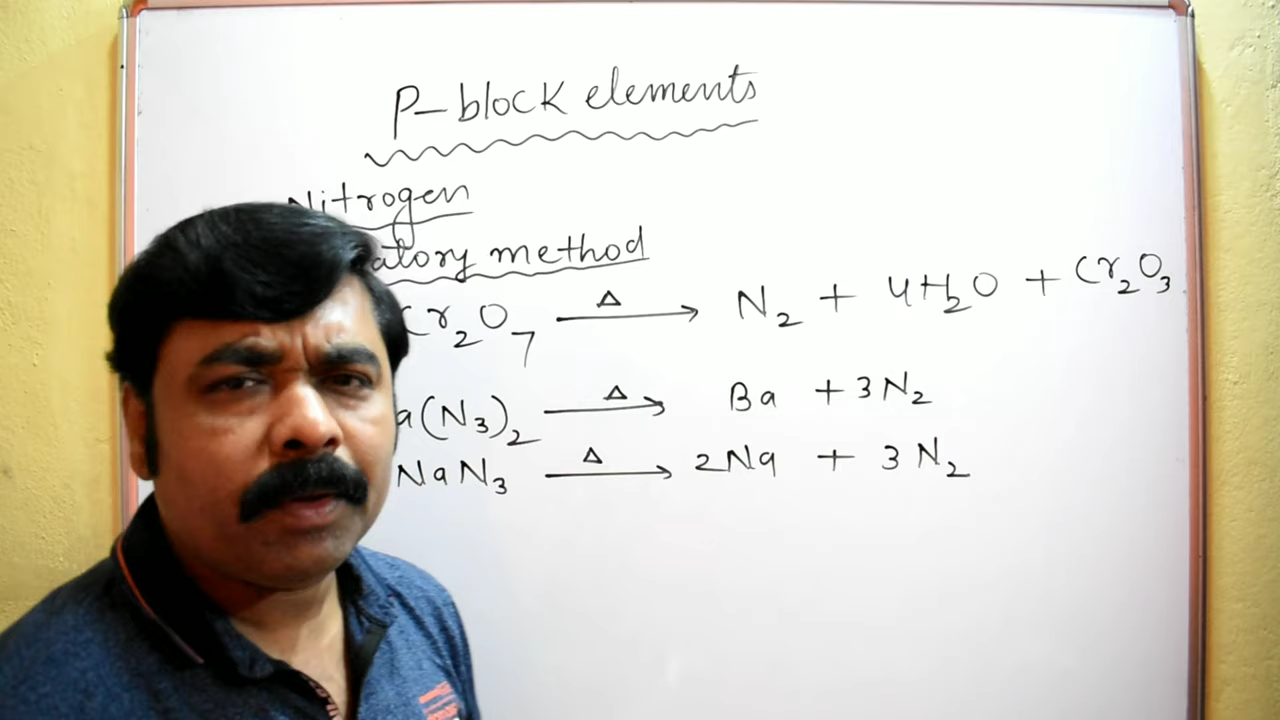 P-block elements
Nitrogen
atory method
Cr₂O₇ —Δ→ N₂ + 4H₂O + Cr₂O₃
a(N₃)₂ —Δ→ Ba + 3N₂
NaN₃ —Δ→ 2Na + 3N₂